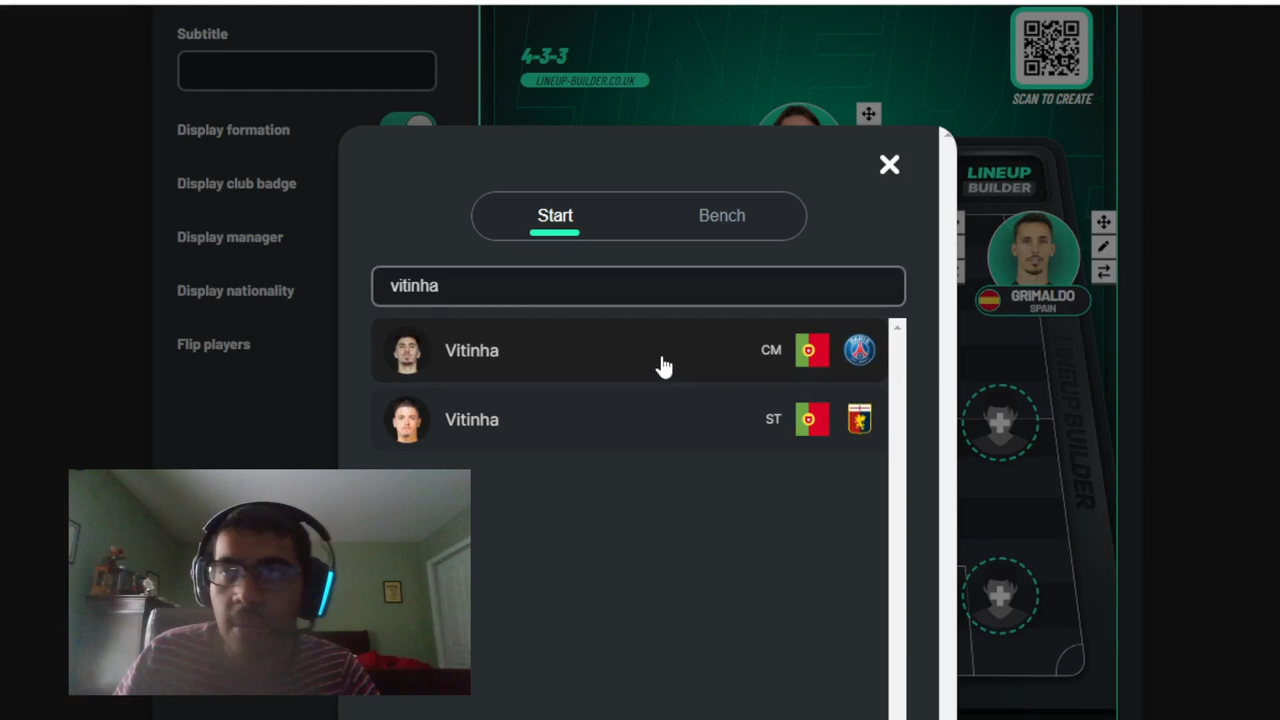 Subtitle
4-3-3
LINEUP-BUILDER.CO.UK
SCAN TO CREATE
Display formation
Display club badge
Display manager
Display nationality
Flip players
Start
Bench
vitinha
Vitinha
CM
Vitinha
ST
LINEUP
BUILDER
GRIMALDO
SPAIN
LINEUP BUILDER